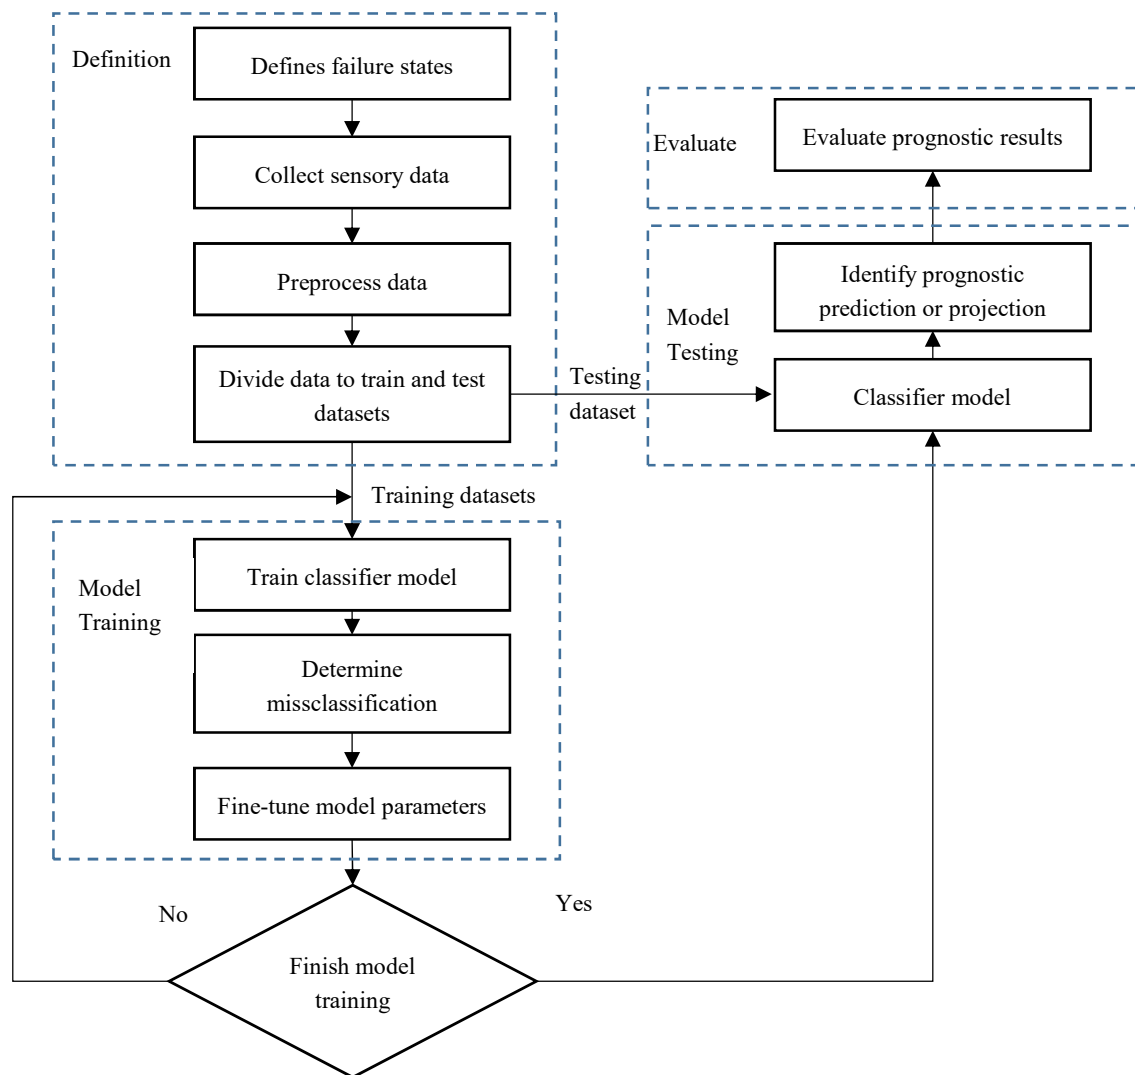 Definition
Defines failure states
Collect sensory data
Preprocess data
Divide data to train and test
datasets
Testing
dataset
Evaluate
Evaluate prognostic results
Model
Testing
Identify prognostic
prediction or projection
Classifier model
Training datasets
Model
Training
Train classifier model
Determine
missclassification
Fine-tune model parameters
No
Yes
Finish model
training